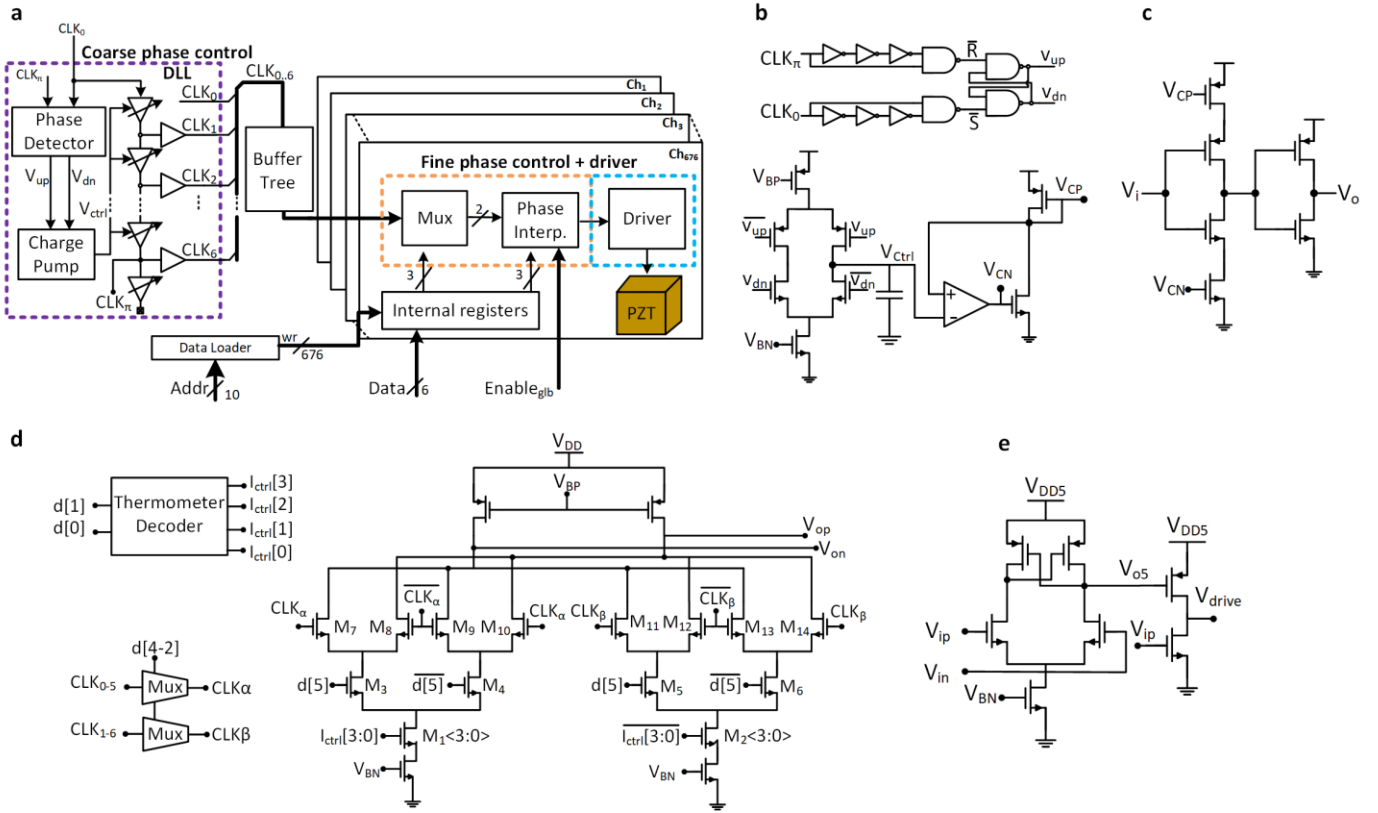 a
CLK₀
Coarse phase control
DLL
CLKπ
Phase
Detector
Vup
Vdn
Vctrl
Charge
Pump
CLKπ
CLK₀
CLK₁
CLK₂
CLK₆
CLK₀..₆
Buffer
Tree
Ch₁
Ch₂
Ch₃
Ch₆₇₆
Fine phase control + driver
Mux
2
Phase
Interp.
Driver
3
3
Internal registers
PZT
Data Loader
wr
676
Addr
10
Data
6
Enableglb
b
CLKπ
R̅
Vup
CLK₀
S̅
Vdn
VBP
V̅u̅p̅
Vup
Vdn
V̅d̅n̅
VBN
VCtrl
+
−
VCN
VCP
c
VCP
Vi
Vo
VCN
d
d[1]
d[0]
Thermometer
Decoder
Ictrl[3]
Ictrl[2]
Ictrl[1]
Ictrl[0]
d[4-2]
CLK₀₋₅
Mux
CLKα
CLK₁₋₆
Mux
CLKβ
VDD
VBP
Vop
Von
CLKα
C̅L̅K̅α̅
CLKα
CLKβ
C̅L̅K̅β̅
CLKβ
M₇
M₈
M₉
M₁₀
M₁₁
M₁₂
M₁₃
M₁₄
d[5]
M₃
d̅[̅5̅]̅
M₄
d[5]
M₅
d̅[̅5̅]̅
M₆
Ictrl[3:0]
M₁<3:0>
I̅c̅t̅r̅l̅[̅3̅:̅0̅]̅
M₂<3:0>
VBN
VBN
e
VDD5
VDD5
Vo5
Vdrive
Vip
Vip
Vin
VBN